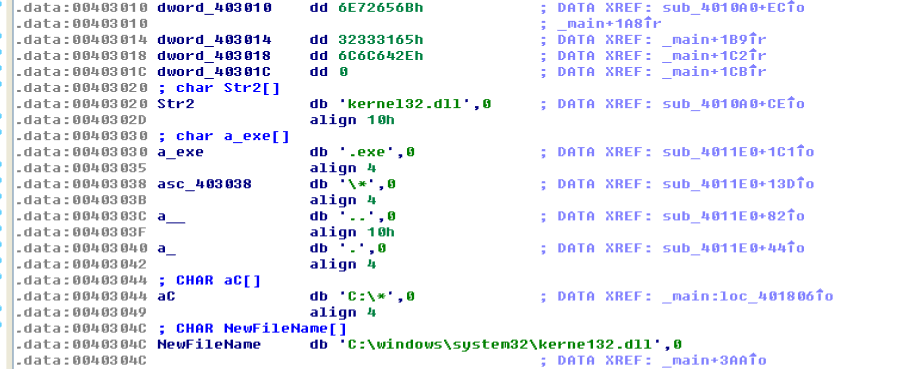 .data:00403010 dword_403010 dd 6E72656Bh ; DATA XREF: sub_4010A0+EC↑o
.data:00403010 ; _main+1A8↑r
.data:00403014 dword_403014 dd 32333165h ; DATA XREF: _main+1B9↑r
.data:00403018 dword_403018 dd 6C6C642Eh ; DATA XREF: _main+1C2↑r
.data:0040301C dword_40301C dd 0 ; DATA XREF: _main+1CB↑r
.data:00403020 ; char Str2[]
.data:00403020 Str2 db 'kernel32.dll',0 ; DATA XREF: sub_4010A0+CE↑o
.data:0040302D align 10h
.data:00403030 ; char a_exe[]
.data:00403030 a_exe db '.exe',0 ; DATA XREF: sub_4011E0+1C1↑o
.data:00403035 align 4
.data:00403038 asc_403038 db '\*',0 ; DATA XREF: sub_4011E0+13D↑o
.data:0040303B align 4
.data:0040303C a__ db '..',0 ; DATA XREF: sub_4011E0+82↑o
.data:0040303F align 10h
.data:00403040 a_ db '.',0 ; DATA XREF: sub_4011E0+44↑o
.data:00403042 align 4
.data:00403044 ; CHAR aC[]
.data:00403044 aC db 'C:\*',0 ; DATA XREF: _main:loc_401806↑o
.data:00403049 align 4
.data:0040304C ; CHAR NewFileName[]
.data:0040304C NewFileName db 'C:\windows\system32\kerne132.dll',0
.data:0040304C ; DATA XREF: _main+3AA↑o